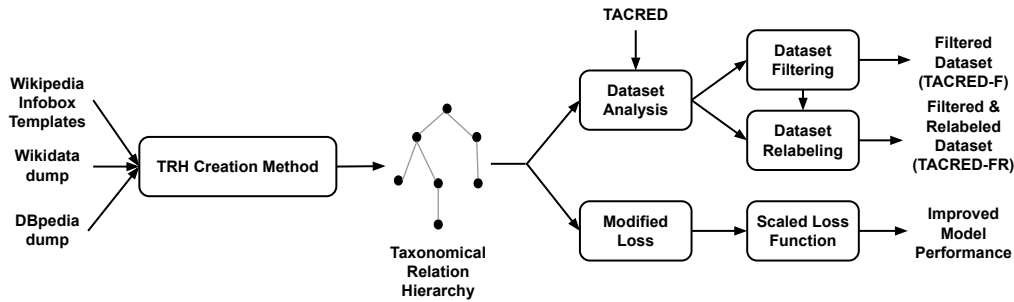 TACRED
Wikipedia
Infobox
Templates
Wikidata
dump
DBpedia
dump
TRH Creation Method
Taxonomical
Relation
Hierarchy
Dataset
Analysis
Dataset
Filtering
Dataset
Relabeling
Filtered
Dataset
(TACRED-F)
Filtered &
Relabeled
Dataset
(TACRED-FR)
Modified
Loss
Scaled Loss
Function
Improved
Model
Performance